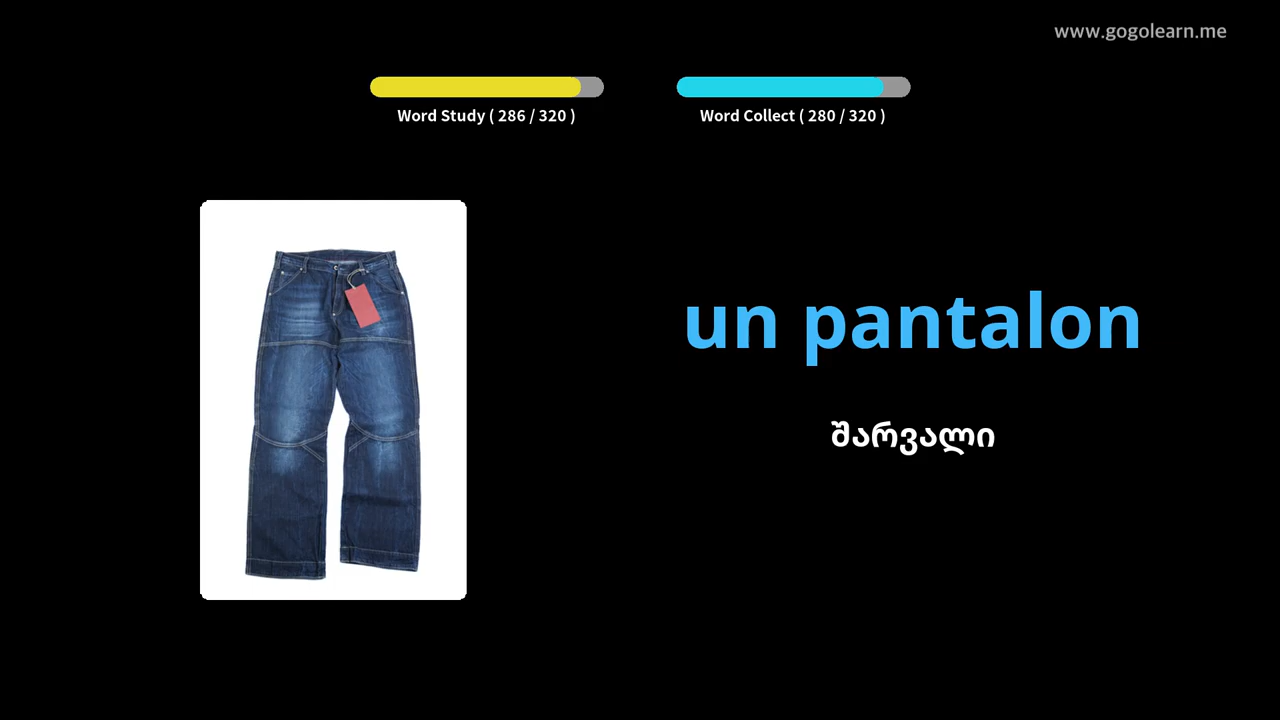 www.gogolearn.me
Word Study ( 286 / 320 )
Word Collect ( 280 / 320 )
un pantalon
შარვალი